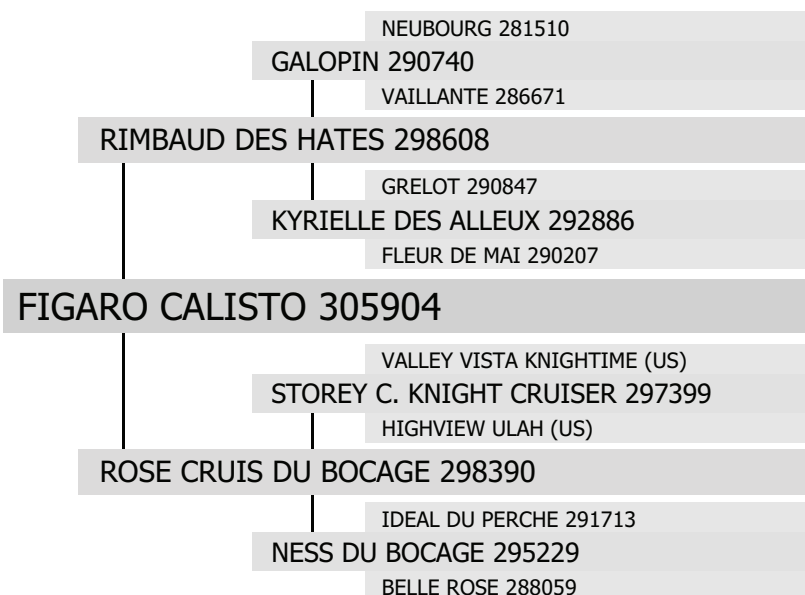 NEUBOURG 281510
GALOPIN 290740
VAILLANTE 286671
RIMBAUD DES HATES 298608
GRELOT 290847
KYRIELLE DES ALLEUX 292886
FLEUR DE MAI 290207
FIGARO CALISTO 305904
VALLEY VISTA KNIGHTIME (US)
STOREY C. KNIGHT CRUISER 297399
HIGHVIEW ULAH (US)
ROSE CRUIS DU BOCAGE 298390
IDEAL DU PERCHE 291713
NESS DU BOCAGE 295229
BELLE ROSE 288059